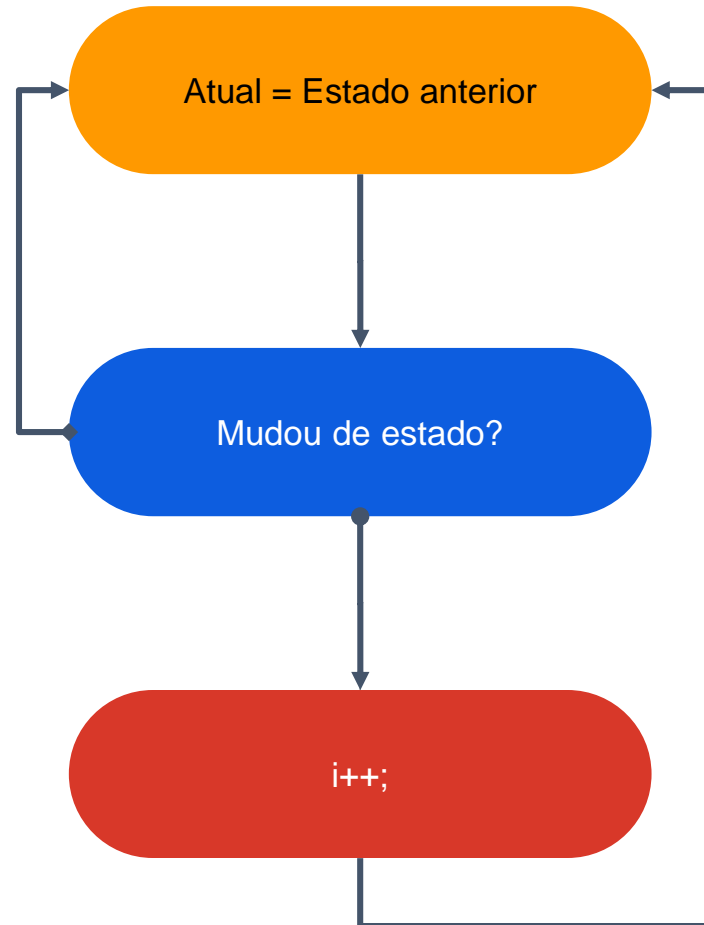 Atual = Estado anterior
Mudou de estado?
i++;